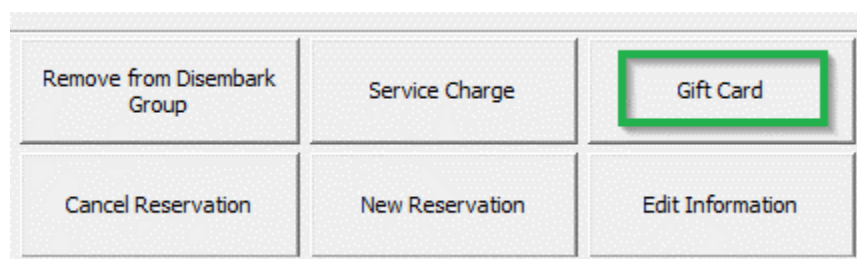 Remove from Disembark
Group
Service Charge
Gift Card
Cancel Reservation
New Reservation
Edit Information